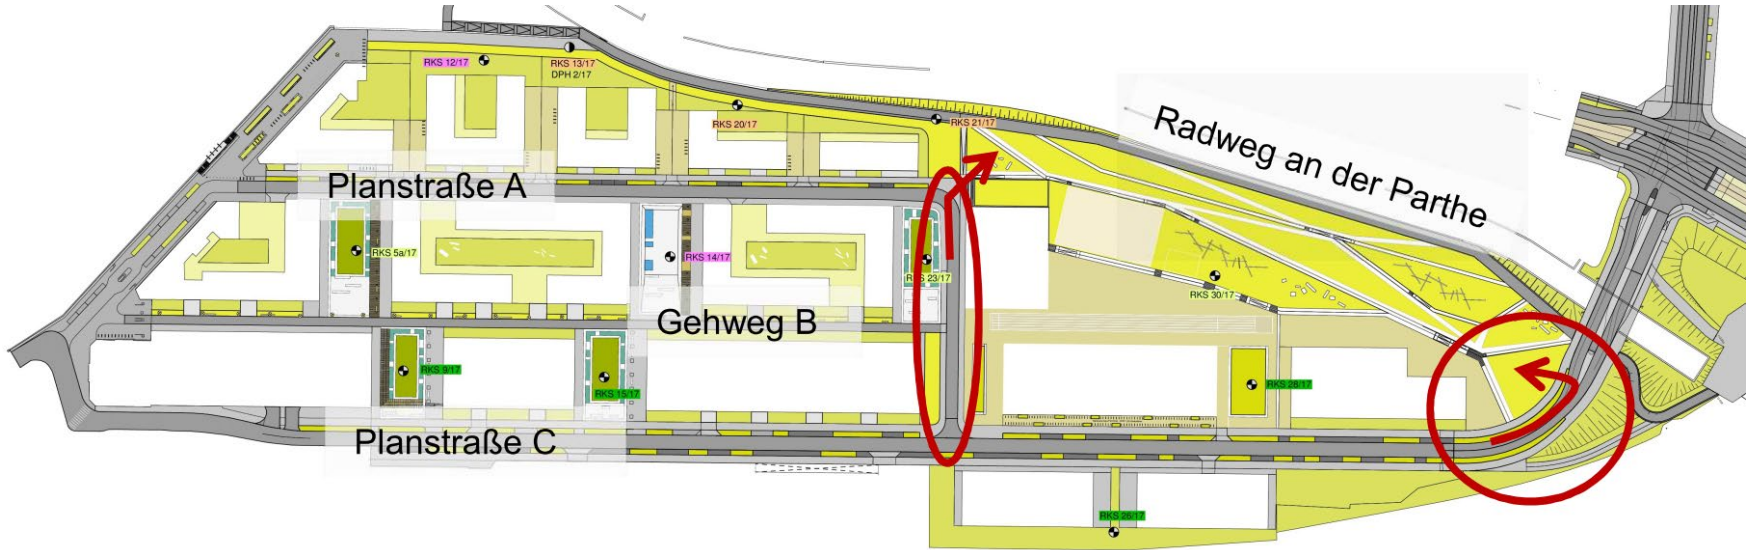 RKS 12/17
RKS 13/17
DPH 2/17
RKS 20/17
RKS 21/17
Radweg an der Parthe
Planstraße A
RKS 5a/17
RKS 14/17
RKS 23/17
RKS 30/17
Gehweg B
RKS 9/17
RKS 15/17
RKS 28/17
Planstraße C
RKS 26/17